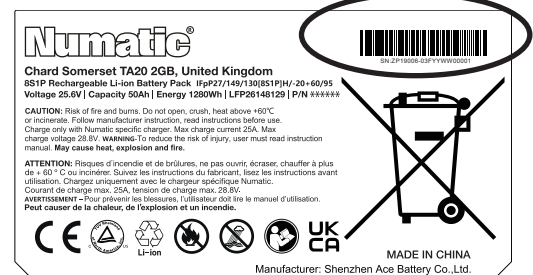 Numatic®
SN:ZP19006-03FYYWW00001
Chard Somerset TA20 2GB, United Kingdom
8S1P Rechargeable Li-ion Battery Pack IFpP27/149/130[8S1P]H/-20+60/95
Voltage 25.6V | Capacity 50Ah | Energy 1280Wh | LFP26148129 | P/N ******
CAUTION: Risk of fire and burns. Do not open, crush, heat above +60℃
or incinerate. Follow manufacturer instruction, read instructions before use.
Charge only with Numatic specific charger. Max charge current 25A. Max
charge voltage 28.8V. WARNING-To reduce the risk of injury, user must read instruction
manual. May cause heat, explosion and fire.
ATTENTION: Risques d'incendie et de brûlures, ne pas ouvrir, écraser, chauffer à plus
de + 60 ° C ou incinérer. Suivez les instructions du fabricant, lisez les instructions avant
utilisation. Chargez uniquement avec le chargeur spécifique Numatic.
Courant de charge max. 25A, tension de charge max. 28.8V.
AVERTISSEMENT – Pour prévenir les blessures, l'utilisateur doit lire le manuel d'utilisation.
Peut causer de la chaleur, de l'explosion et un incendie.
CE
C US
Li-ion
UK
CA
MADE IN CHINA
Manufacturer: Shenzhen Ace Battery Co.,Ltd.